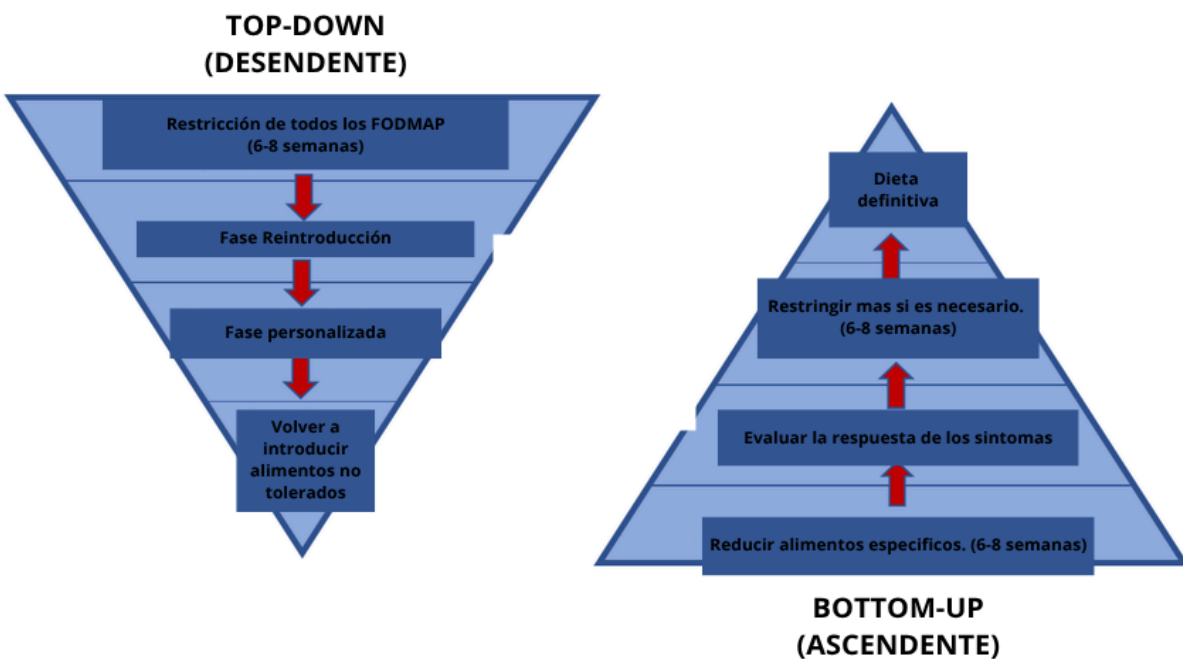 TOP-DOWN
(DESENDENTE)
Restricción de todos los FODMAP
(6-8 semanas)
Fase Reintroducción
Fase personalizada
Volver a
introducir
alimentos no
tolerados
Dieta
definitiva
Restringir mas si es necesario.
(6-8 semanas)
Evaluar la respuesta de los sintomas
Reducir alimentos especificos. (6-8 semanas)
BOTTOM-UP
(ASCENDENTE)